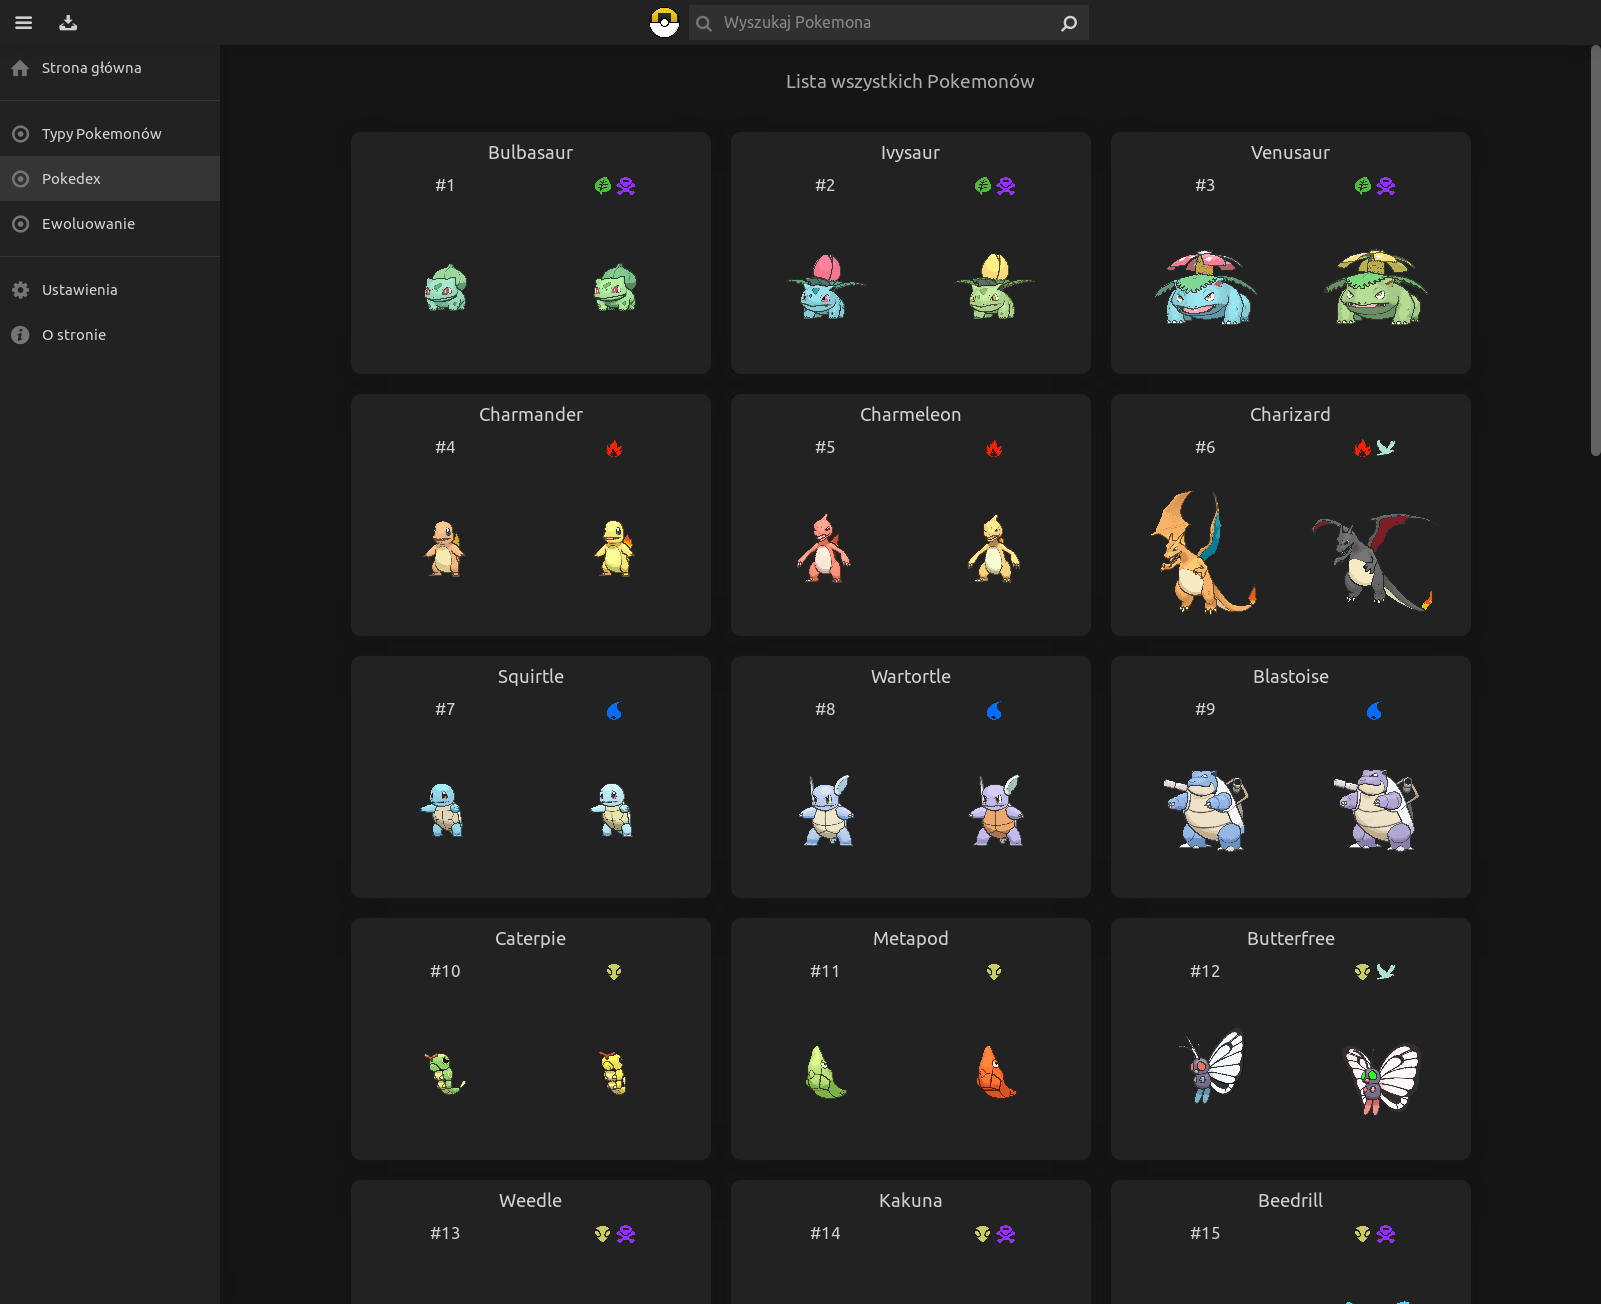 Wyszukaj Pokemona
Strona główna
Typy Pokemonów
Pokedex
Ewoluowanie
Ustawienia
O stronie
Lista wszystkich Pokemonów
Bulbasaur
#1
Ivysaur
#2
Venusaur
#3
Charmander
#4
Charmeleon
#5
Charizard
#6
Squirtle
#7
Wartortle
#8
Blastoise
#9
Caterpie
#10
Metapod
#11
Butterfree
#12
Weedle
#13
Kakuna
#14
Beedrill
#15